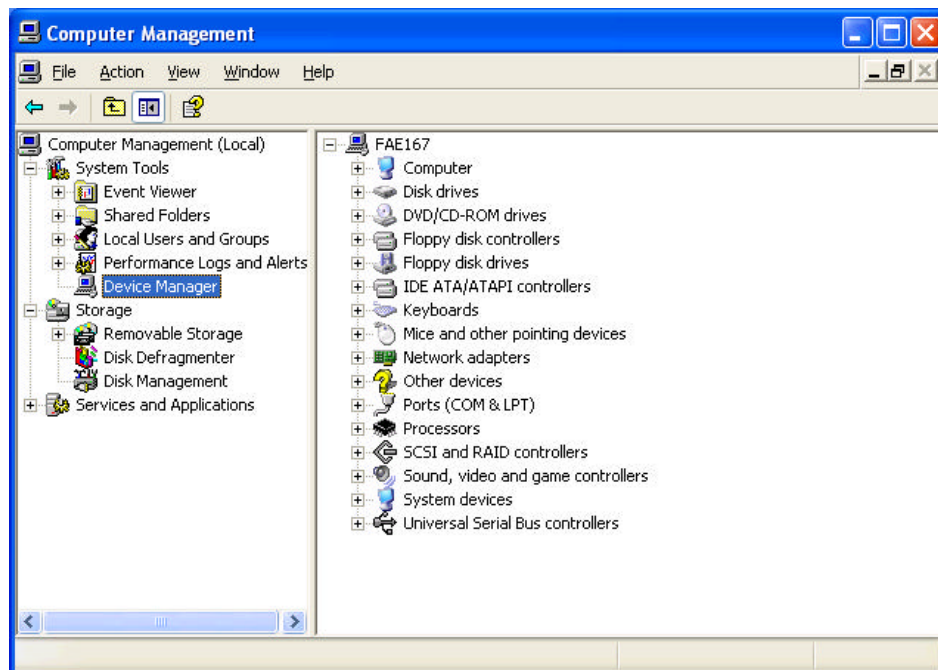 Computer Management
File Action View Window Help
Computer Management (Local)
System Tools
Event Viewer
Shared Folders
Local Users and Groups
Performance Logs and Alerts
Device Manager
Storage
Removable Storage
Disk Defragmenter
Disk Management
Services and Applications
FAE167
Computer
Disk drives
DVD/CD-ROM drives
Floppy disk controllers
Floppy disk drives
IDE ATA/ATAPI controllers
Keyboards
Mice and other pointing devices
Network adapters
Other devices
Ports (COM & LPT)
Processors
SCSI and RAID controllers
Sound, video and game controllers
System devices
Universal Serial Bus controllers